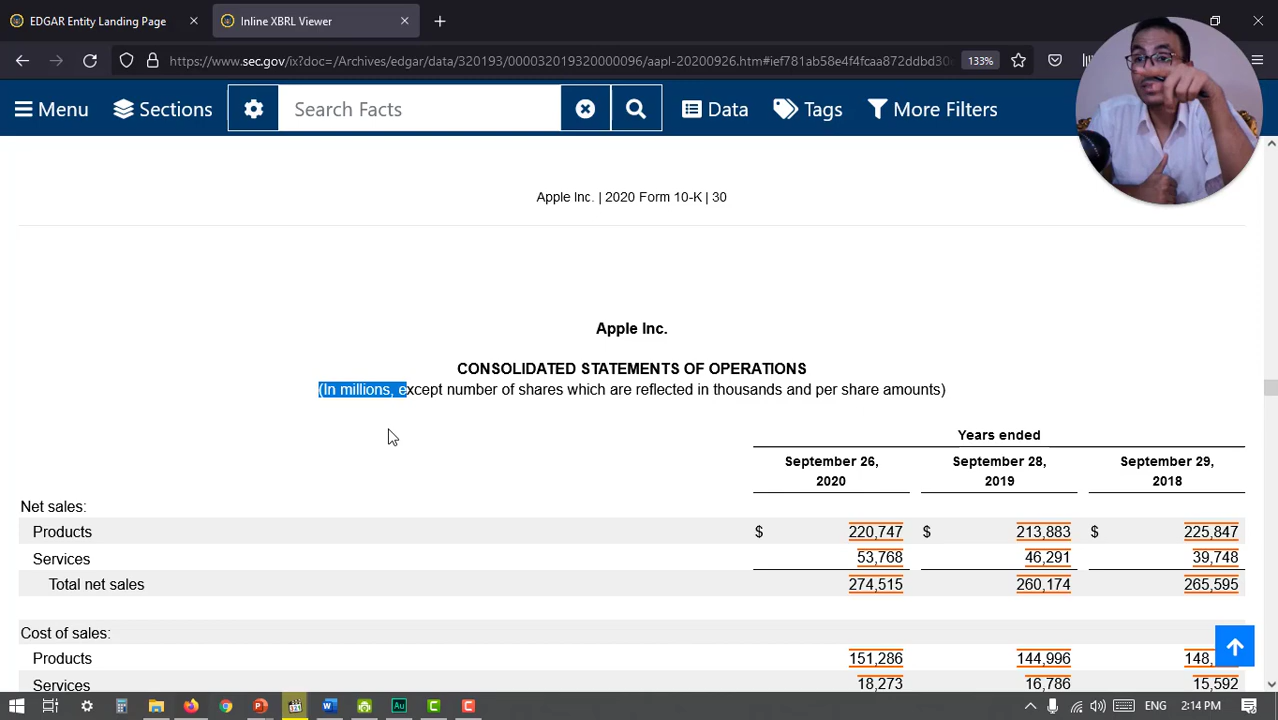 EDGAR Entity Landing Page
Inline XBRL Viewer
https://www.sec.gov/ix?doc=/Archives/edgar/data/320193/000032019320000096/aapl-20200926.htm#ief781ab58e4f4fcaa872ddbd30
133%
Menu
Sections
Search Facts
Data
Tags
More Filters
Apple Inc. | 2020 Form 10-K | 30
Apple Inc.
CONSOLIDATED STATEMENTS OF OPERATIONS
(In millions, except number of shares which are reflected in thousands and per share amounts)
Years ended
September 26, 2020 September 28, 2019 September 29, 2018
Net sales:
Products $ 220,747 $ 213,883 $ 225,847
Services 53,768 46,291 39,748
Total net sales 274,515 260,174 265,595
Cost of sales:
Products 151,286 144,996 148,
Services 18,273 16,786 15,592
ENG 2:14 PM